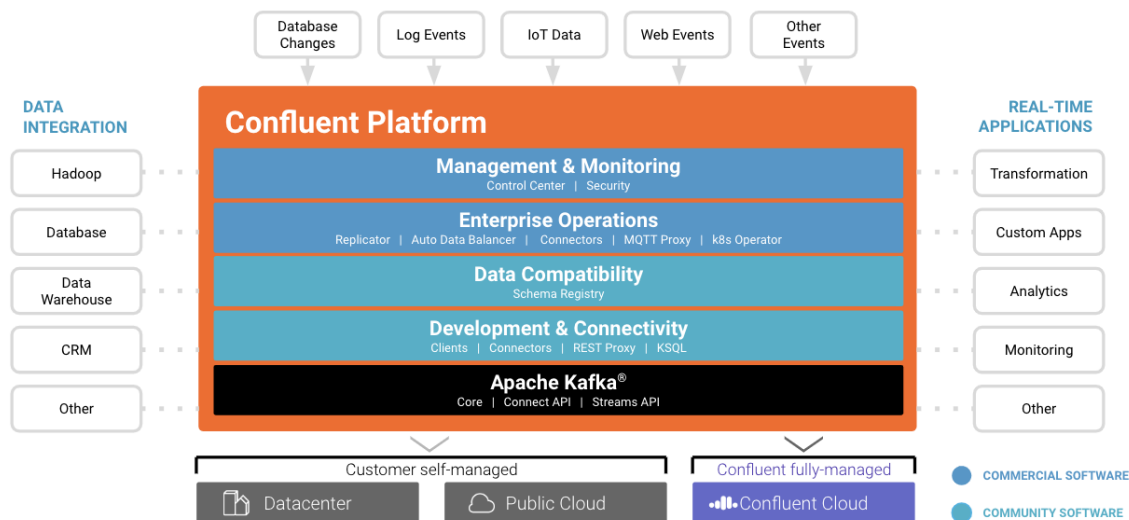 Database
Changes
Log Events
IoT Data
Web Events
Other
Events
DATA
INTEGRATION
Hadoop
Database
Data
Warehouse
CRM
Other
Confluent Platform
Management & Monitoring
Control Center | Security
Enterprise Operations
Replicator | Auto Data Balancer | Connectors | MQTT Proxy | k8s Operator
Data Compatibility
Schema Registry
Development & Connectivity
Clients | Connectors | REST Proxy | KSQL
Apache Kafka®
Core | Connect API | Streams API
REAL-TIME
APPLICATIONS
Transformation
Custom Apps
Analytics
Monitoring
Other
Customer self-managed
Datacenter
Public Cloud
Confluent fully-managed
Confluent Cloud
COMMERCIAL SOFTWARE
COMMUNITY SOFTWARE